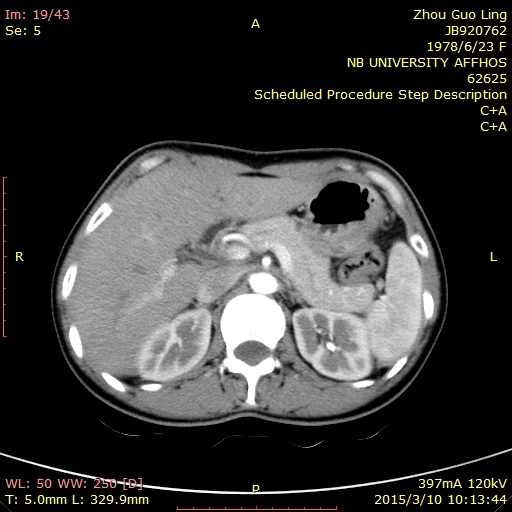 Im: 19/43
Se: 5
A
Zhou Guo Ling
JB920762
1978/6/23 F
NB UNIVERSITY AFFHOS
62625
Scheduled Procedure Step Description
C+A
C+A
R
L
WL: 50 WW: 250 [D]
T: 5.0mm L: 329.9mm
P
397mA 120kV
2015/3/10 10:13:44